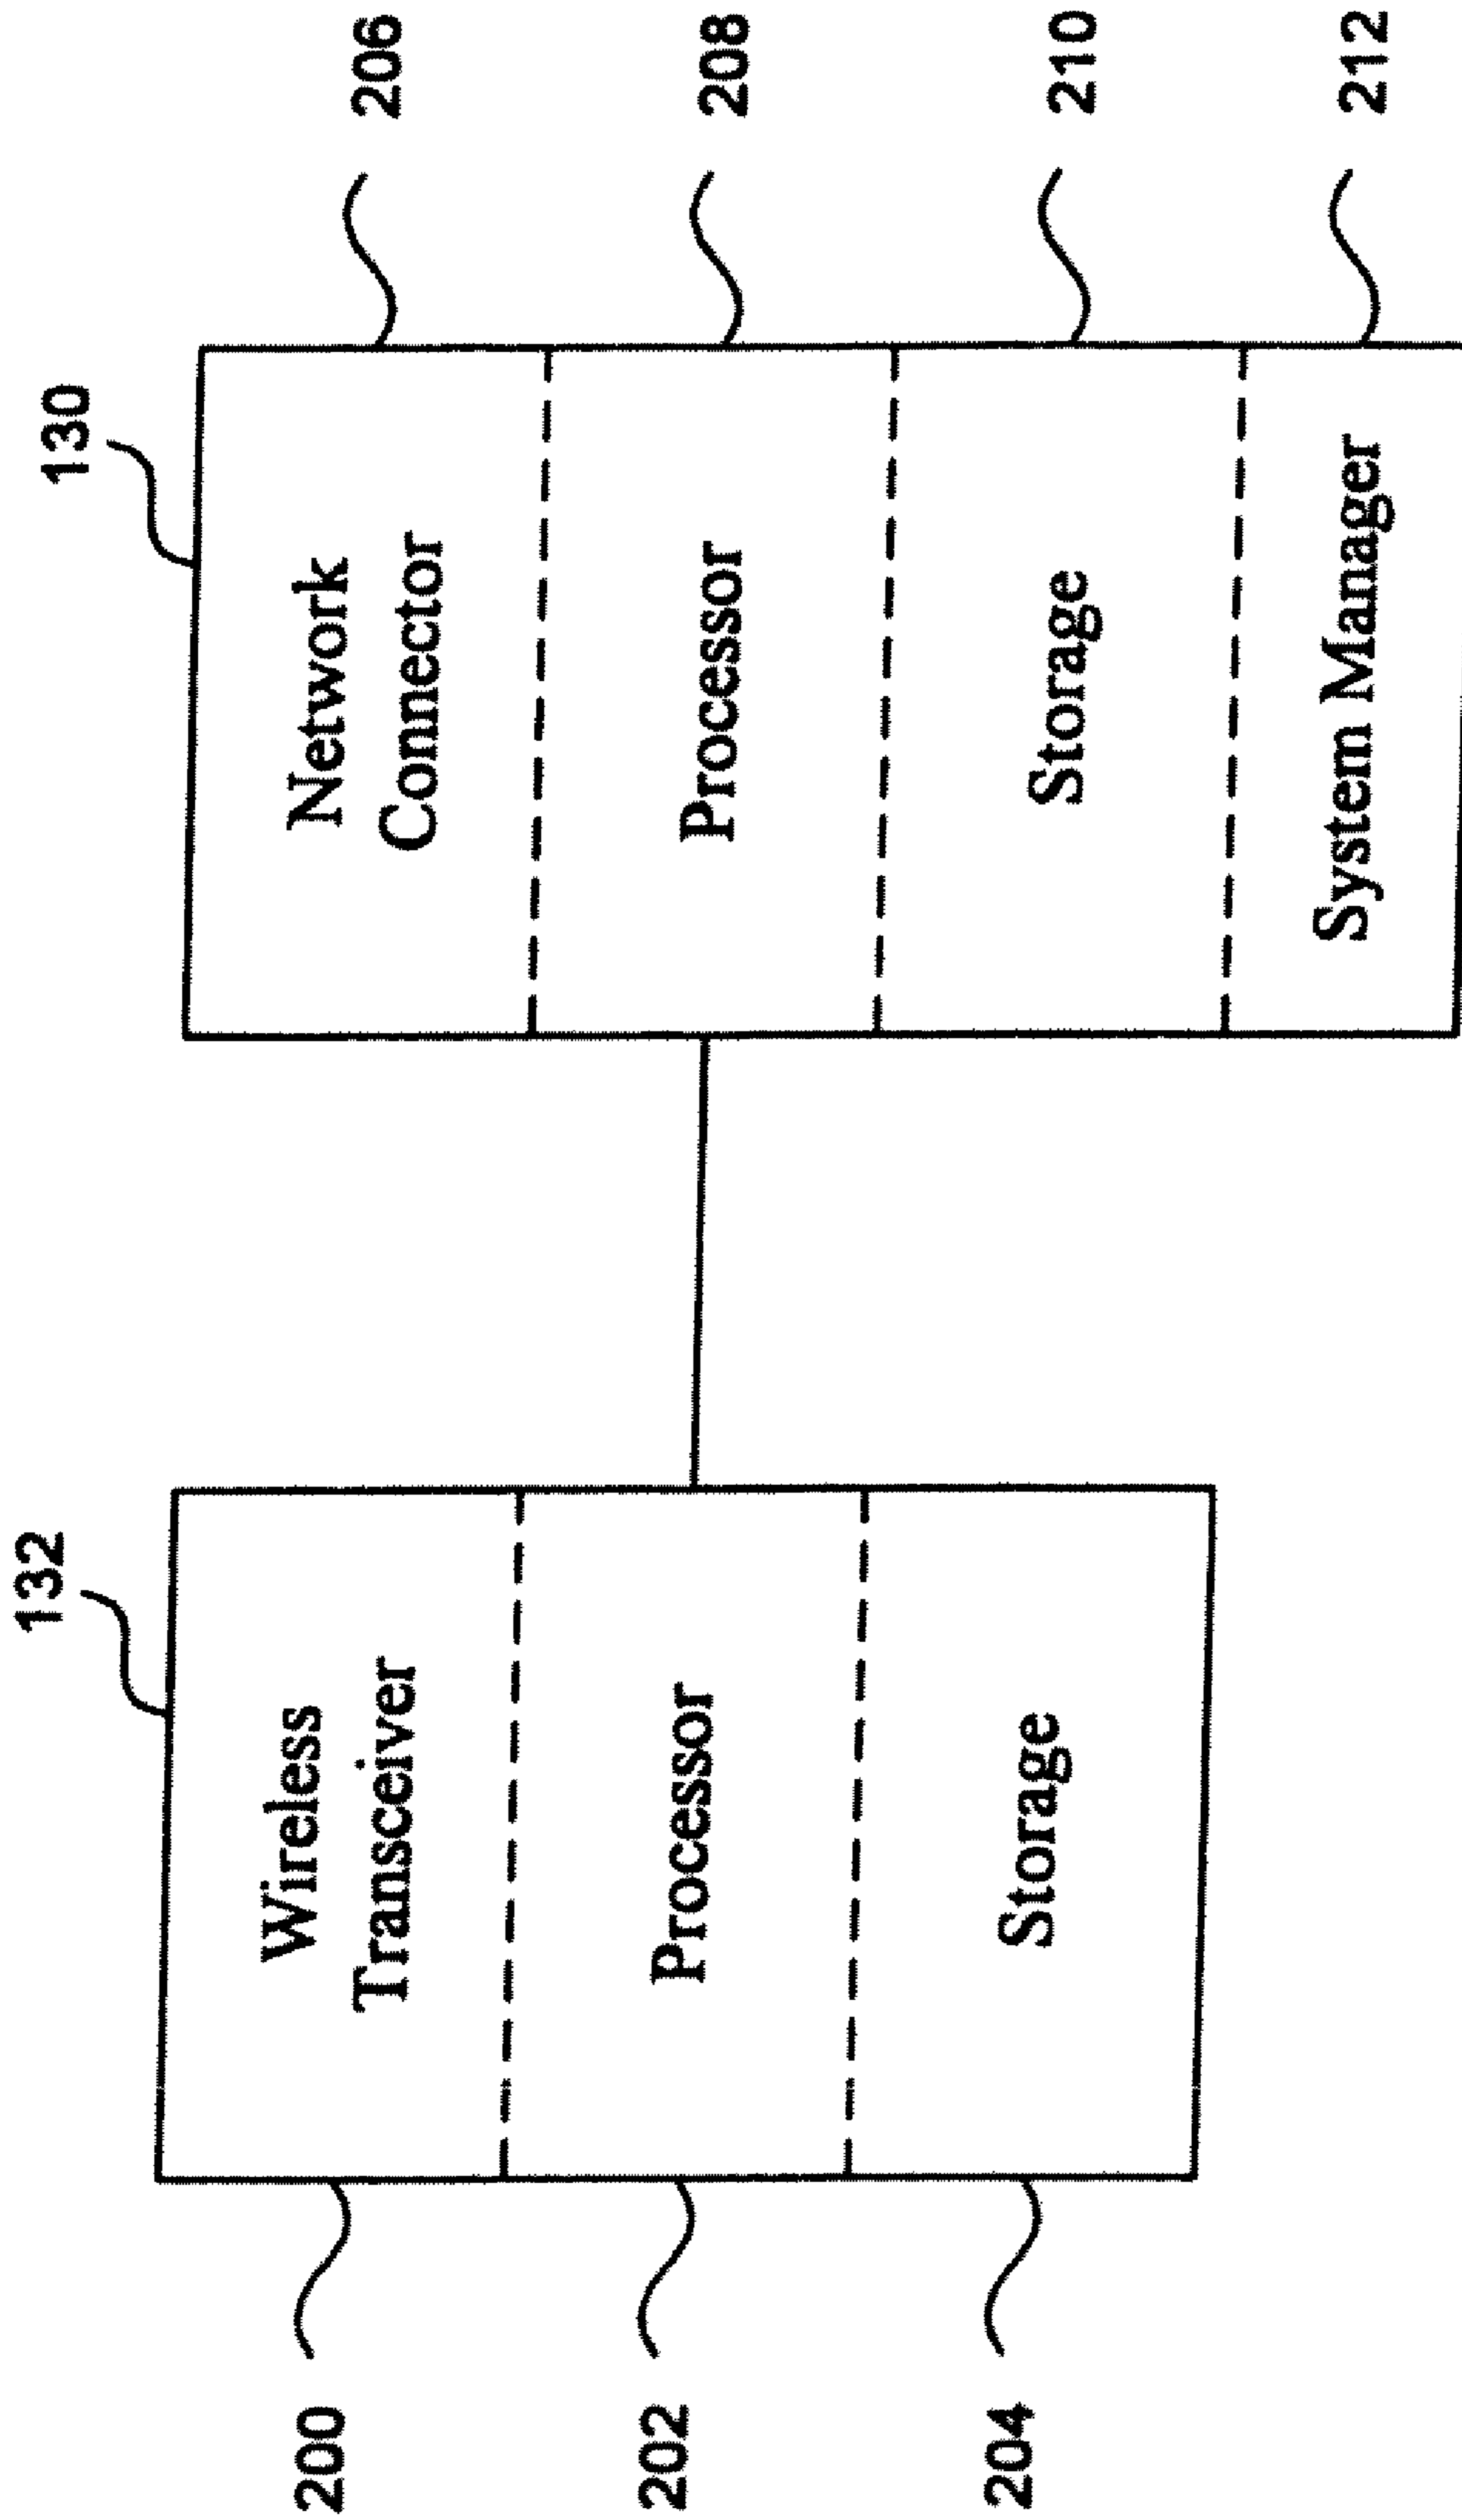 132
130
200
Wireless
Transceiver
Network
Connector
206
202
Processor
Processor
208
204
Storage
Storage
210
System Manager
212